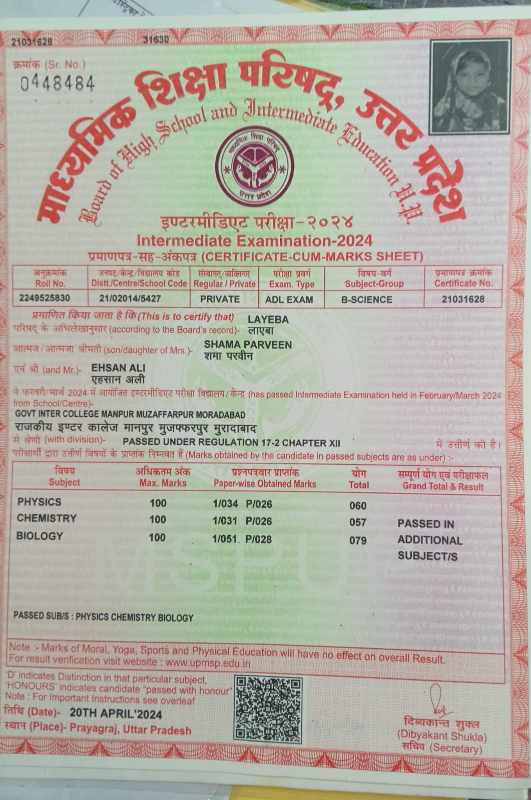 21031628 31630
क्रमांक (Sr. No.)
0448484
माध्यमिक शिक्षा परिषद्, उत्तर प्रदेश
Board of High School and Intermediate Education U.P.
माध्यमिक शिक्षा परिषद्
उत्तर प्रदेश
इण्टरमीडिएट परीक्षा-२०२४
Intermediate Examination-2024
प्रमाणपत्र-सह-अंकपत्र (CERTIFICATE-CUM-MARKS SHEET)
अनुक्रमांक जनपद/केन्द्र/विद्यालय कोड संस्थागत/व्यक्तिगत परीक्षा प्रवर्ग विषय-वर्ग प्रमाणपत्र क्रमांक
Roll No. Distt./Centre/School Code Regular / Private Exam. Type Subject-Group Certificate No.
2249525830 21/02014/5427 PRIVATE ADL EXAM B-SCIENCE 21031628
प्रमाणित किया जाता है कि (This is to certify that) LAYEBA
परिषद् के अभिलेखानुसार (according to the Board's record)- लाएबा
आत्मज/आत्मजा श्रीमती (son/daughter of Mrs.)- SHAMA PARVEEN
शमा परवीन
एवं श्री (and Mr.)- EHSAN ALI
एहसान अली
ने फरवरी/मार्च 2024 में आयोजित इण्टरमीडिएट परीक्षा विद्यालय/केन्द्र (has passed Intermediate Examination held in February/March 2024
from School/Centre)-
GOVT INTER COLLEGE MANPUR MUZAFFARPUR MORADABAD
राजकीय इण्टर कालेज मानपुर मुजफ्फरपुर मुरादाबाद
से श्रेणी (with division)- PASSED UNDER REGULATION 17-2 CHAPTER XII में उत्तीर्ण की है।
परीक्षार्थी द्वारा उत्तीर्ण विषयों के प्राप्तांक निम्नवत हैं (Marks obtained by the candidate in passed subjects are as under) :-
विषय अधिकतम अंक प्रश्नपत्रवार प्राप्तांक योग सम्पूर्ण योग एवं परीक्षाफल
Subject Max. Marks Paper-wise Obtained Marks Total Grand Total & Result
PHYSICS 100 1/034 P/026 060
CHEMISTRY 100 1/031 P/026 057 PASSED IN
BIOLOGY 100 1/051 P/028 079 ADDITIONAL
SUBJECT/S
MSPUP
PASSED SUB/S : PHYSICS CHEMISTRY BIOLOGY
Note :- Marks of Moral, Yoga, Sports and Physical Education will have no effect on overall Result.
For result verification visit website : www.upmsp.edu.in
'D' indicates Distinction in that particular subject,
'HONOURS' indicates candidate "passed with honour"
Note : For Important Instructions see overleaf
तिथि (Date)- 20TH APRIL'2024
स्थान (Place)- Prayagraj, Uttar Pradesh
दिव्यकान्त शुक्ल
(Dibyakant Shukla)
सचिव (Secretary)